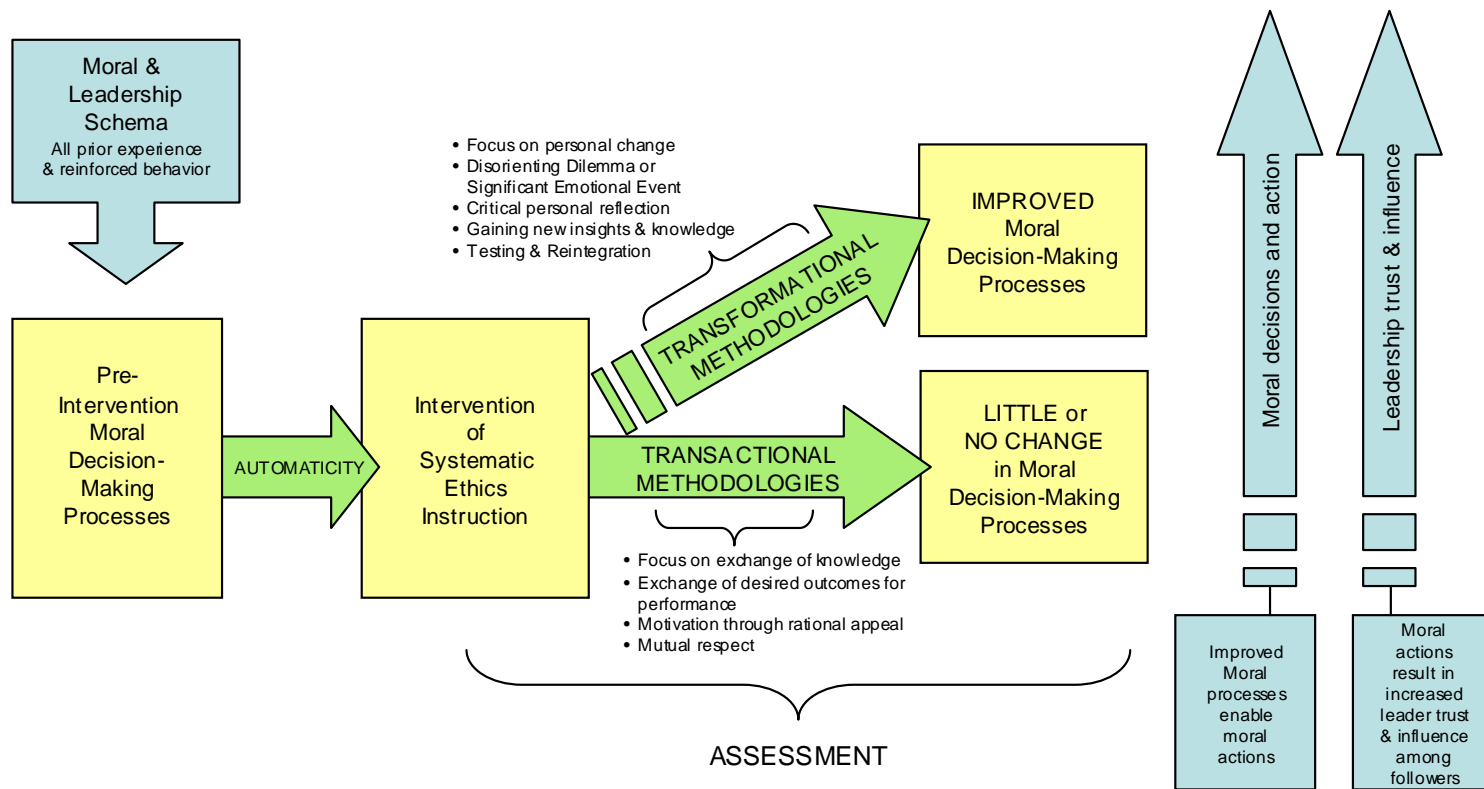 Moral &
Leadership
Schema
All prior experience
& reinforced behavior
• Focus on personal change
• Disorienting Dilemma or
Significant Emotional Event
• Critical personal reflection
• Gaining new insights & knowledge
• Testing & Reintegration
Pre-
Intervention
Moral
Decision-
Making
Processes
AUTOMATICITY
Intervention
of
Systematic
Ethics
Instruction
TRANSFORMATIONAL
METHODOLOGIES
IMPROVED
Moral
Decision-Making
Processes
TRANSACTIONAL
METHODOLOGIES
LITTLE or
NO CHANGE
in Moral
Decision-Making
Processes
• Focus on exchange of knowledge
• Exchange of desired outcomes for
performance
• Motivation through rational appeal
• Mutual respect
ASSESSMENT
Moral decisions and action
Leadership trust & influence
Improved
Moral
processes
enable
moral
actions
Moral
actions
result in
increased
leader trust
& influence
among
followers